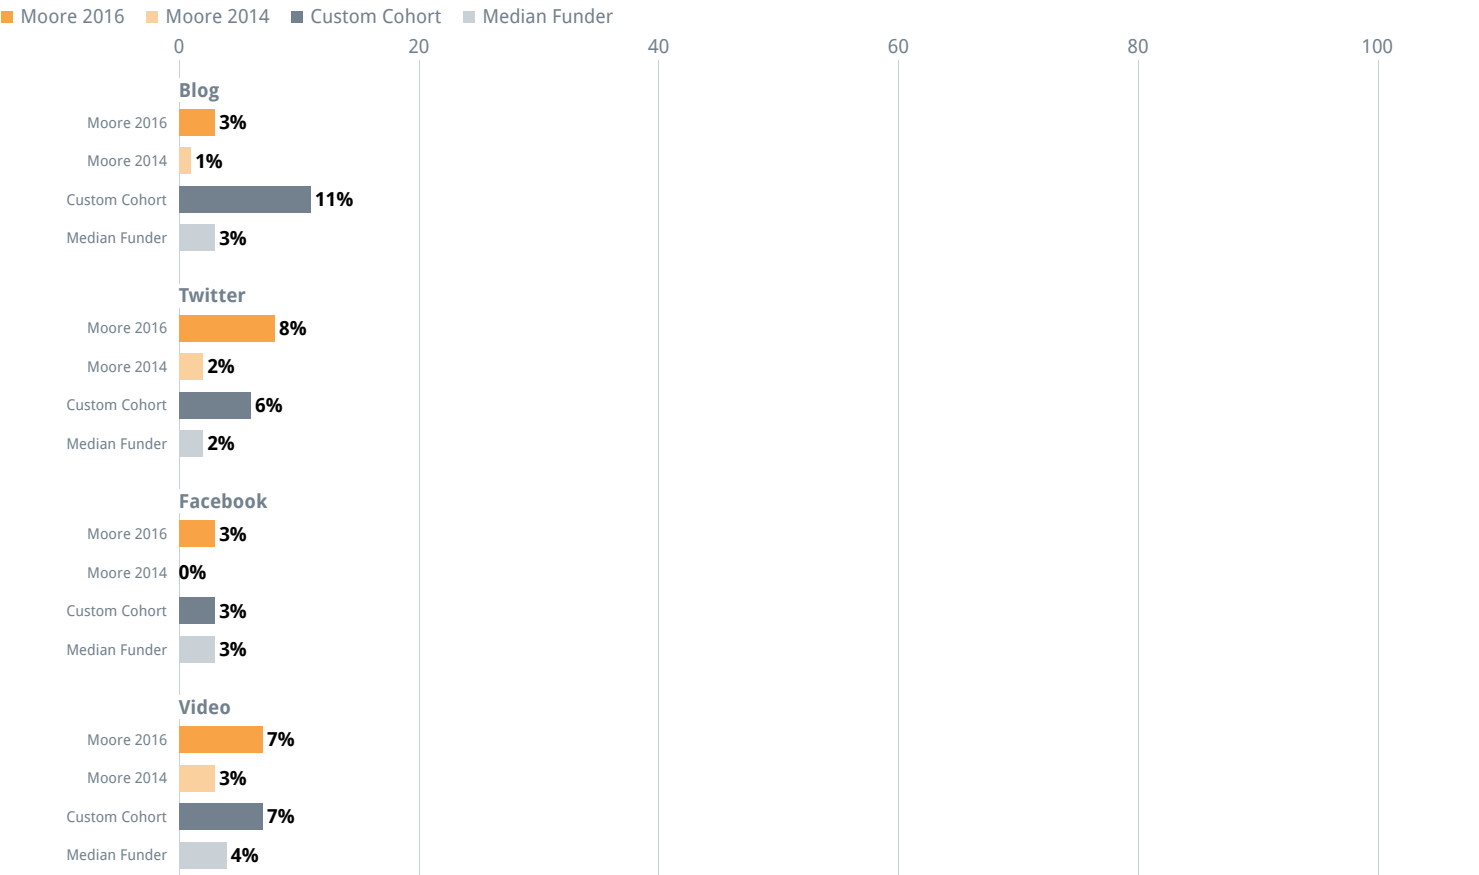 Moore 2016 Moore 2014 Custom Cohort Median Funder
0 20 40 60 80 100
Blog
Moore 2016 3%
Moore 2014 1%
Custom Cohort 11%
Median Funder 3%
Twitter
Moore 2016 8%
Moore 2014 2%
Custom Cohort 6%
Median Funder 2%
Facebook
Moore 2016 3%
Moore 2014 0%
Custom Cohort 3%
Median Funder 3%
Video
Moore 2016 7%
Moore 2014 3%
Custom Cohort 7%
Median Funder 4%